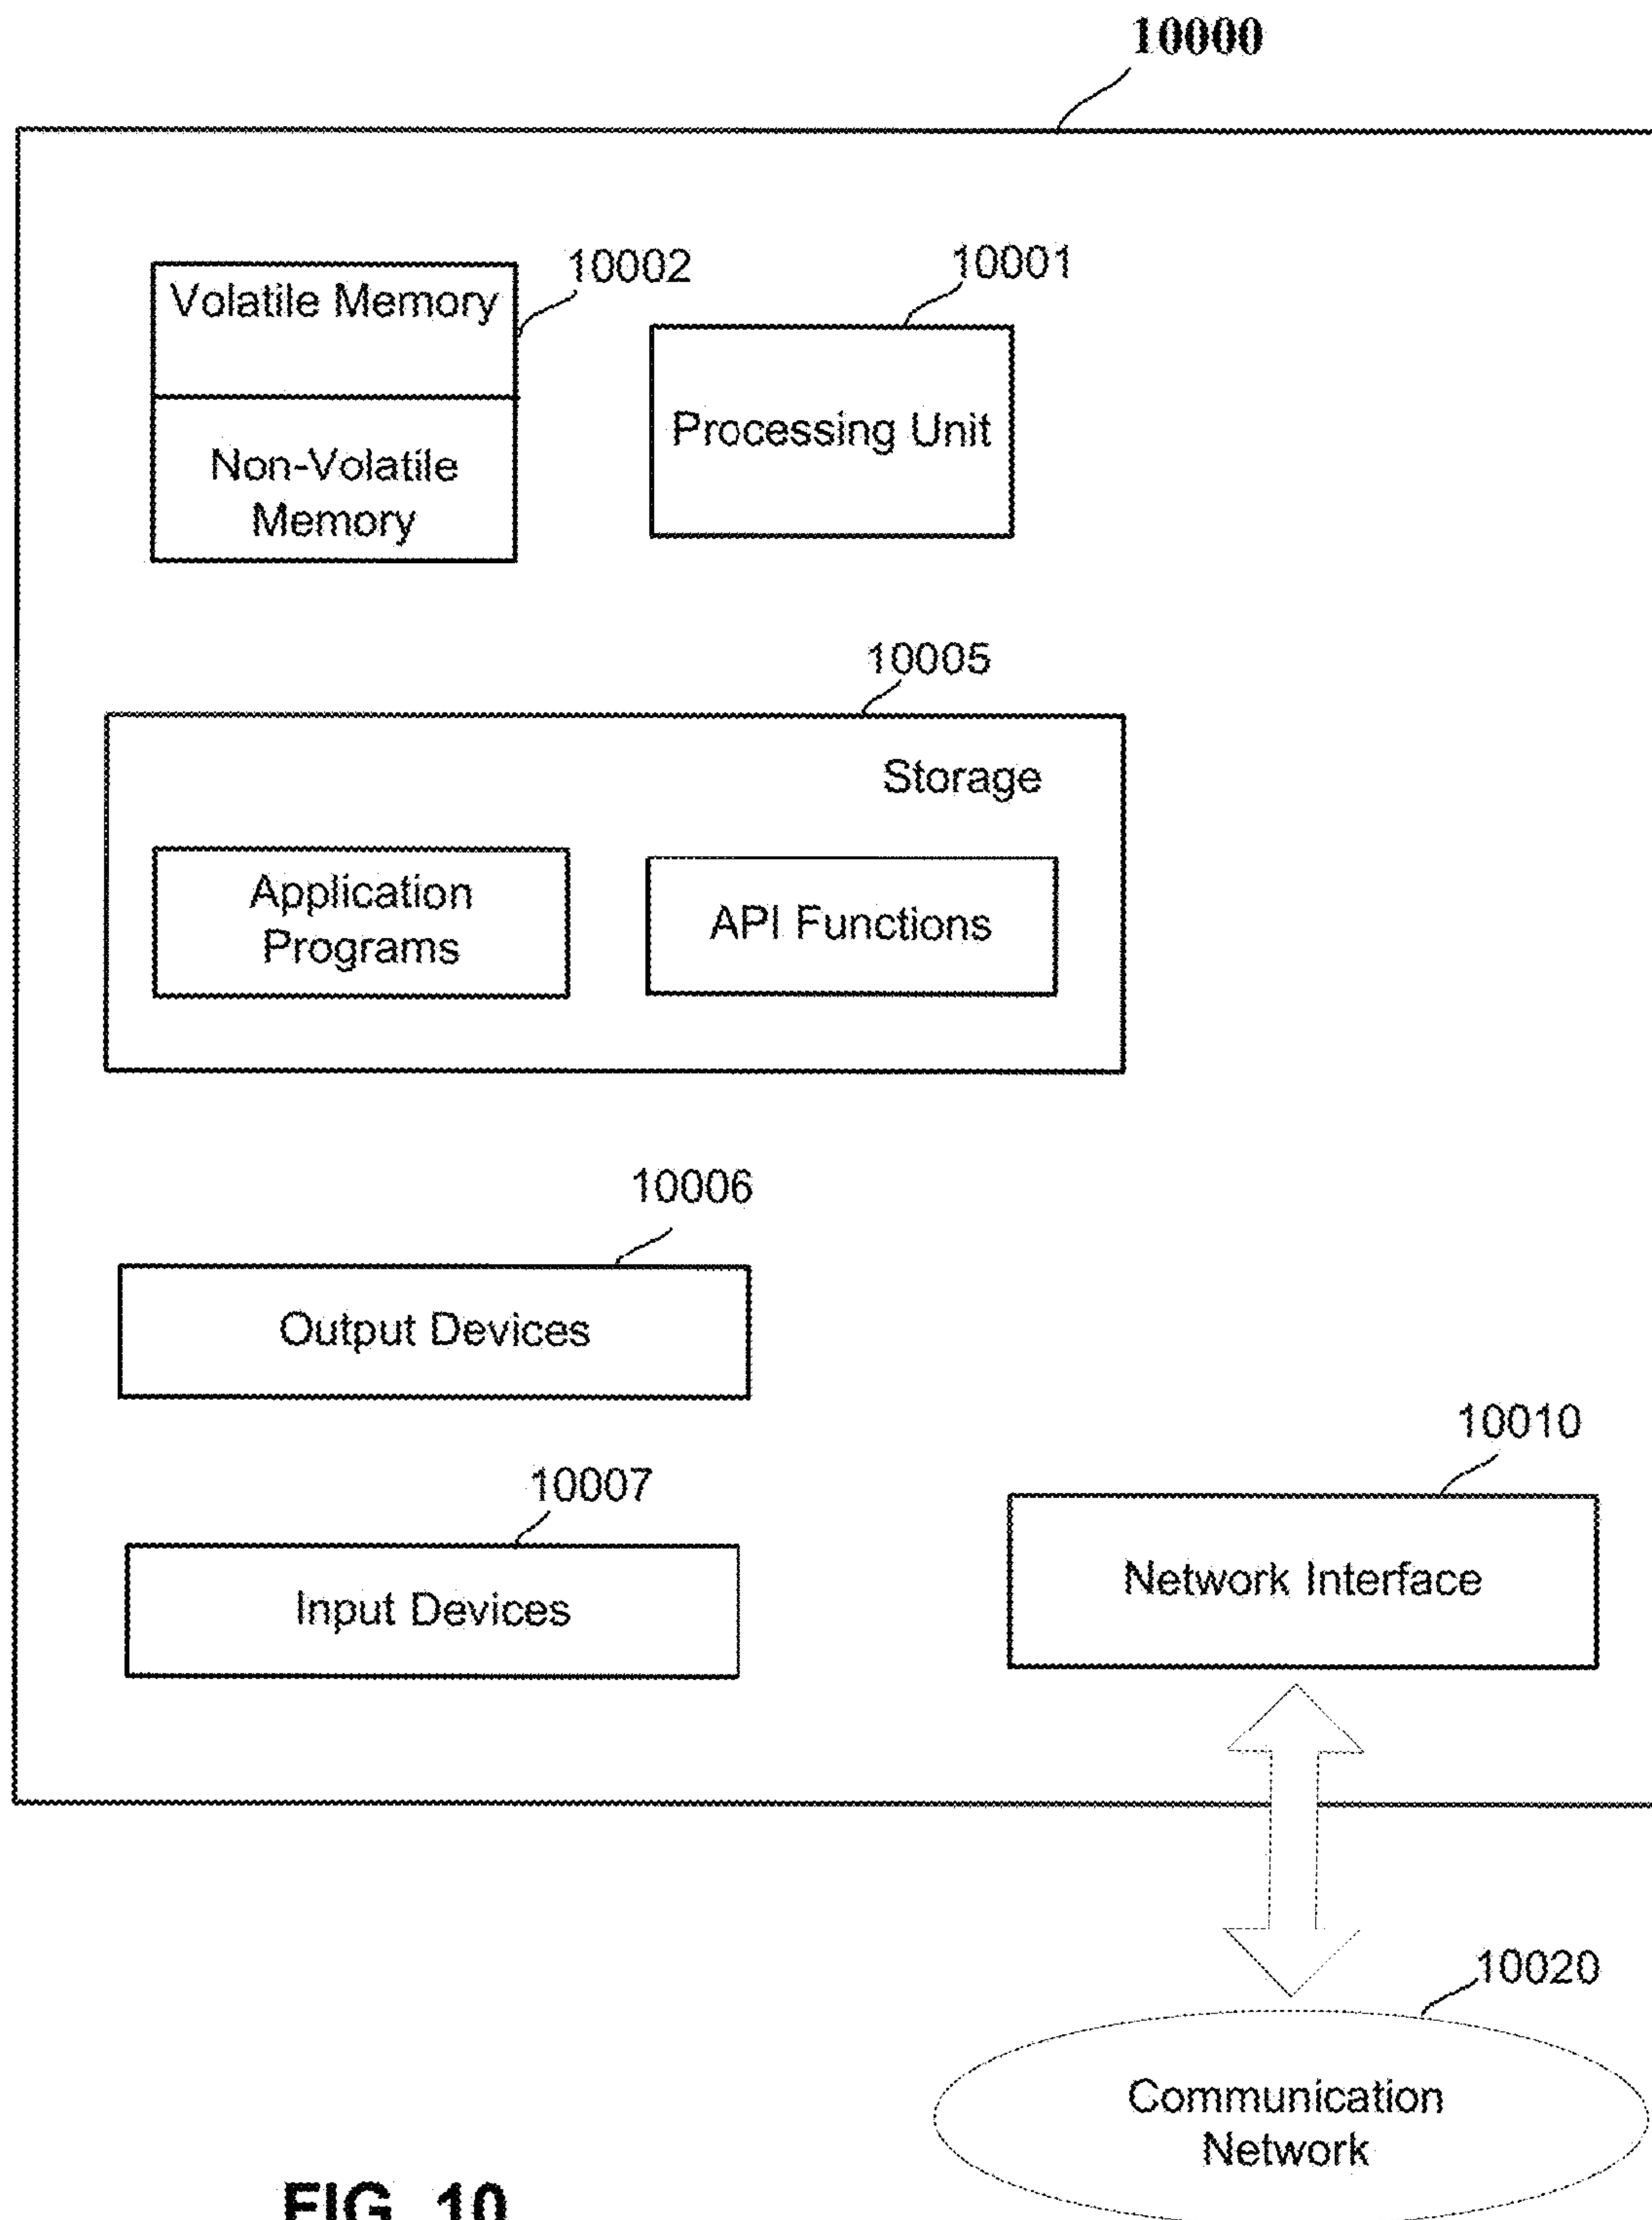 10000
10002
10001
Volatile Memory
Processing Unit
Non-Volatile
Memory
10005
Storage
Application
Programs
API Functions
10006
Output Devices
10010
10007
Network Interface
Input Devices
10020
Communication
Network
FIG. 10